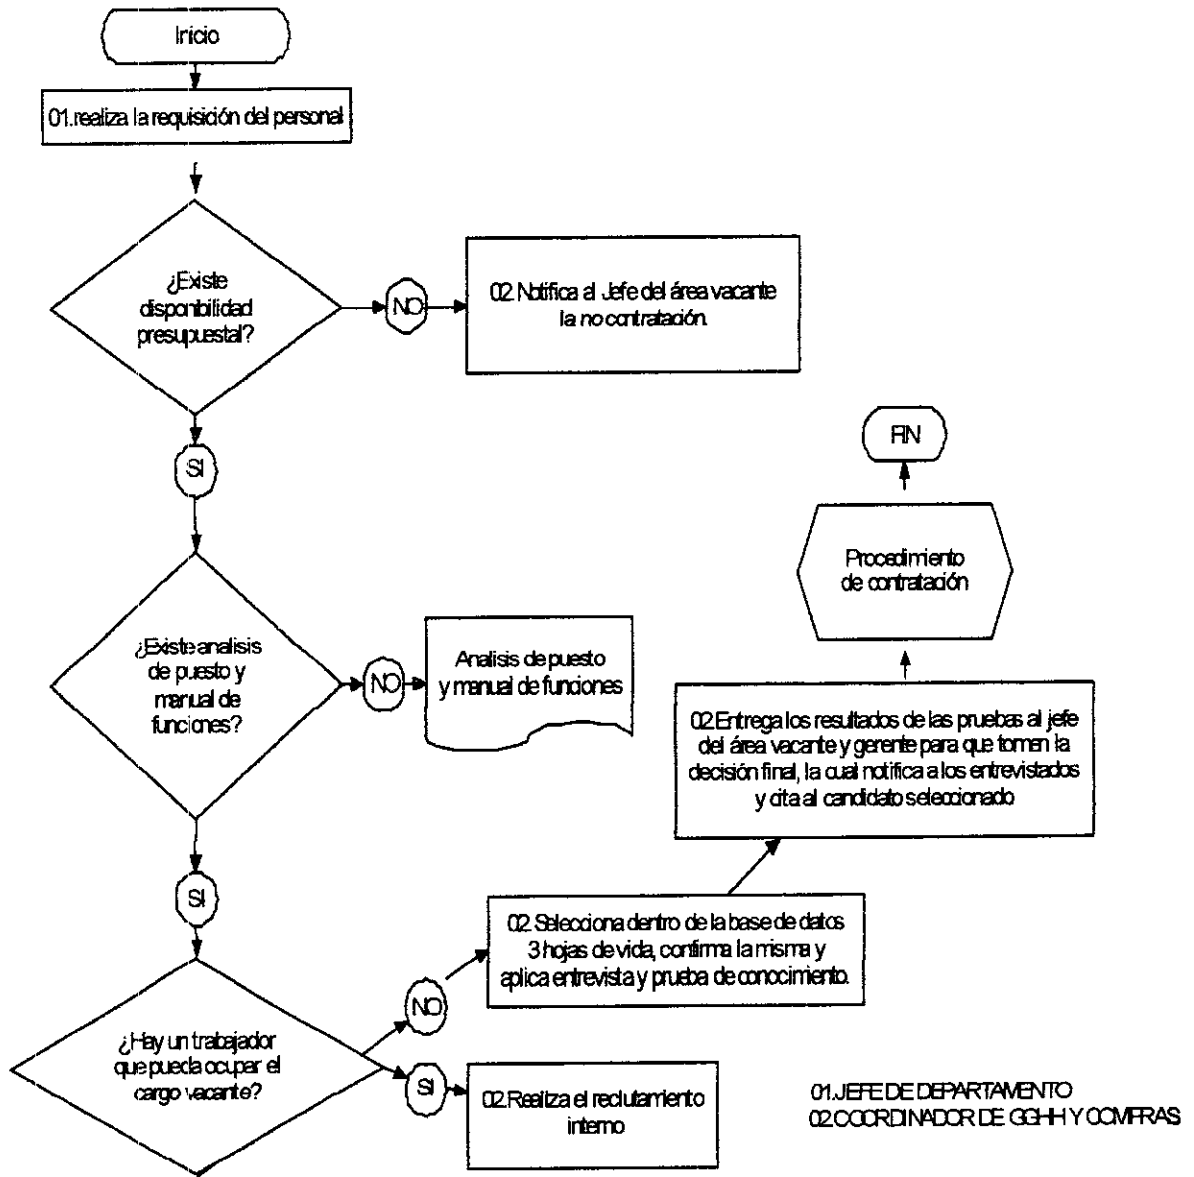 Inicio
01.realiza la requisición del personal
¿Existe
disponibilidad
presupuestal?
NO
02. Notifica al Jefe del área vacante
la no contratación.
SI
¿Existe analisis
de puesto y
manual de
funciones?
NO
Analisis de puesto
y manual de funciones
FIN
Procedimiento
de contratación
02.Entrega los resultados de las pruebas al jefe
del área vacante y gerente para que tomen la
decisión final, la cual notifica a los entrevistados
y cita al candidato seleccionado
SI
02. Selecciona dentro de la base de datos
3 hojas de vida, confirma la misma y
aplica entrevista y prueba de conocimiento.
NO
¿Hay un trabajador
que pueda ocupar el
cargo vacante?
SI
02.Realiza el reclutamiento
interno
01.JEFE DE DEPARTAMENTO
02.COORDINADOR DE GGHH Y COMPRAS